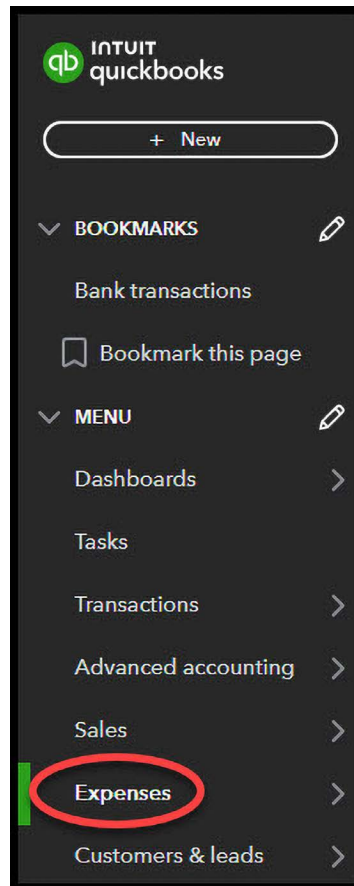 INTUIT
qb quickbooks
+ New
BOOKMARKS
Bank transactions
Bookmark this page
MENU
Dashboards
Tasks
Transactions
Advanced accounting
Sales
Expenses
Customers & leads